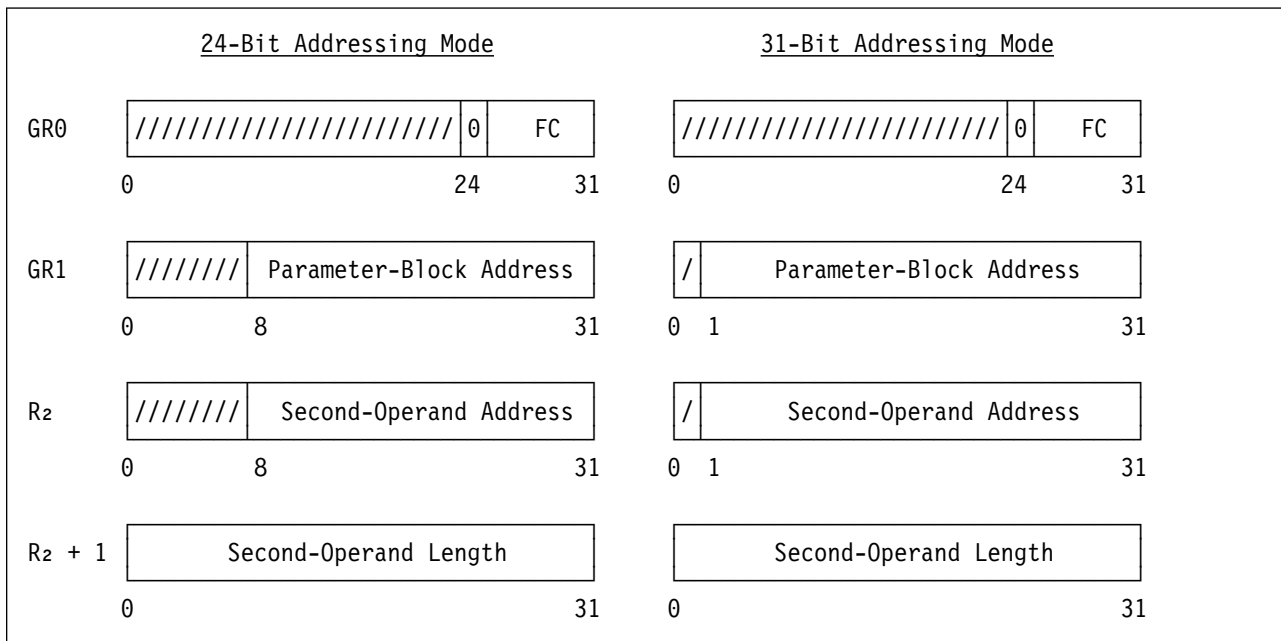 24-Bit Addressing Mode 31-Bit Addressing Mode
GR0 //////////////////////// 0 FC //////////////////////// 0 FC
0 24 31 0 24 31
GR1 //////// Parameter-Block Address / Parameter-Block Address
0 8 31 0 1 31
R₂ //////// Second-Operand Address / Second-Operand Address
0 8 31 0 1 31
R₂ + 1 Second-Operand Length Second-Operand Length
0 31 0 31